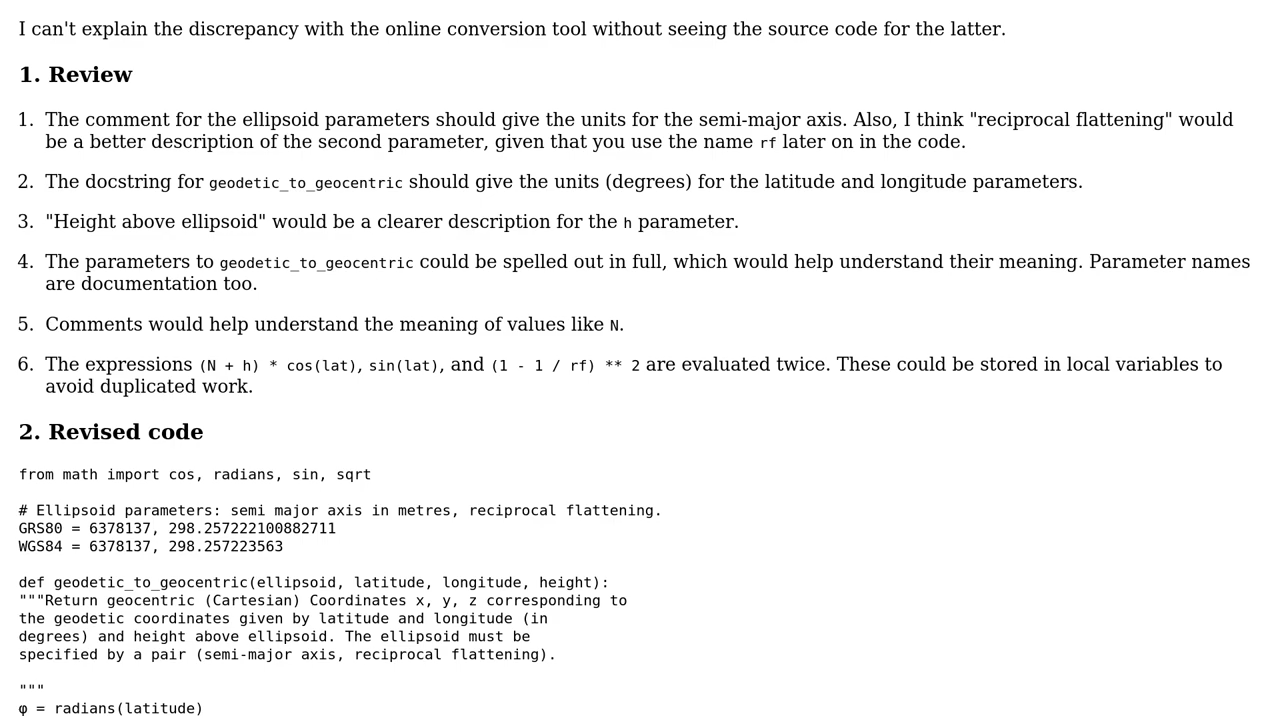 I can't explain the discrepancy with the online conversion tool without seeing the source code for the latter.
1. Review
1. The comment for the ellipsoid parameters should give the units for the semi-major axis. Also, I think "reciprocal flattening" would
be a better description of the second parameter, given that you use the name rf later on in the code.
2. The docstring for geodetic_to_geocentric should give the units (degrees) for the latitude and longitude parameters.
3. "Height above ellipsoid" would be a clearer description for the h parameter.
4. The parameters to geodetic_to_geocentric could be spelled out in full, which would help understand their meaning. Parameter names
are documentation too.
5. Comments would help understand the meaning of values like N.
6. The expressions (N + h) * cos(lat), sin(lat), and (1 - 1 / rf) ** 2 are evaluated twice. These could be stored in local variables to
avoid duplicated work.
2. Revised code
from math import cos, radians, sin, sqrt
# Ellipsoid parameters: semi major axis in metres, reciprocal flattening.
GRS80 = 6378137, 298.257222100882711
WGS84 = 6378137, 298.257223563
def geodetic_to_geocentric(ellipsoid, latitude, longitude, height):
"""Return geocentric (Cartesian) Coordinates x, y, z corresponding to
the geodetic coordinates given by latitude and longitude (in
degrees) and height above ellipsoid. The ellipsoid must be
specified by a pair (semi-major axis, reciprocal flattening).
"""
φ = radians(latitude)